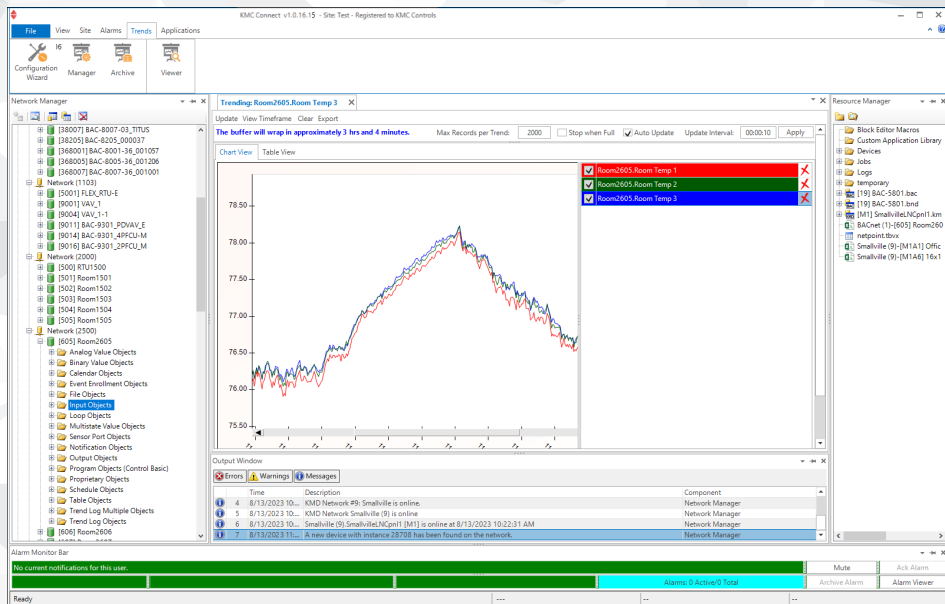 KMC Connect v1.0.16.15 - Site: Test - Registered to KMC Controls
File View Site Alarms Trends Applications
Configuration Wizard
16
Manager
Archive
Viewer
Network Manager
[38007] BAC-8007-03_TITUS
[38205] BAC-8205_000037
[368001] BAC-8001-36_001057
[368005] BAC-8005-36_001206
[368007] BAC-8007-36_001001
Network (1103)
[5001] FLEX_RTU-E
[9001] VAV_1
[9004] VAV_1-1
[9011] BAC-9301_PDVAV_E
[9014] BAC-9301_4PFCU-M
[9016] BAC-9301_2PFCU_M
Network (2000)
[500] RTU1500
[501] Room1501
[502] Room1502
[503] Room1503
[504] Room1504
[505] Room1505
Network (2500)
[605] Room2605
Analog Value Objects
Binary Value Objects
Calendar Objects
Event Enrollment Objects
File Objects
Input Objects
Loop Objects
Multistate Value Objects
Sensor Port Objects
Notification Objects
Output Objects
Program Objects (Control Basic)
Proprietary Objects
Schedule Objects
Table Objects
Trend Log Multiple Objects
Trend Log Objects
[606] Room2606
Trending: Room2605.Room Temp 3
Update View Timeframe Clear Export
The buffer will wrap in approximately 3 hrs and 4 minutes. Max Records per Trend: 2000 Stop when Full Auto Update Update Interval: 00:00:10 Apply
Chart View Table View
78.50
78.00
77.50
77.00
76.50
76.00
75.50
Room2605.Room Temp 1
Room2605.Room Temp 2
Room2605.Room Temp 3
Resource Manager
Block Editor Macros
Custom Application Library
Devices
Jobs
Logs
temporary
[19] BAC-5801.bac
[19] BAC-5801.bnd
[M1] SmallvilleLNCpnl1.km
BACnet (1)-[605] Room260
netpoint.tbvx
Smallville (9)-[M1A1] Offic
Smallville (9)-[M1A6] 16x1
Output Window
Errors Warnings Messages
Time Description Component
4 8/13/2023 10:... KMD Network #9: Smallville is online. Network Manager
5 8/13/2023 10:... KMD Network Smallville (9) is online Network Manager
6 8/13/2023 10:... Smallville (9).SmallvilleLNCpnl1 [M1] is online at 8/13/2023 10:22:31 AM Network Manager
7 8/13/2023 11:... A new device with instance 28708 has been found on the network. Network Manager
Alarm Monitor Bar
No current notifications for this user. Mute Ack Alarm
Alarms: 0 Active/0 Total Archive Alarm Alarm Viewer
Ready --- -- --